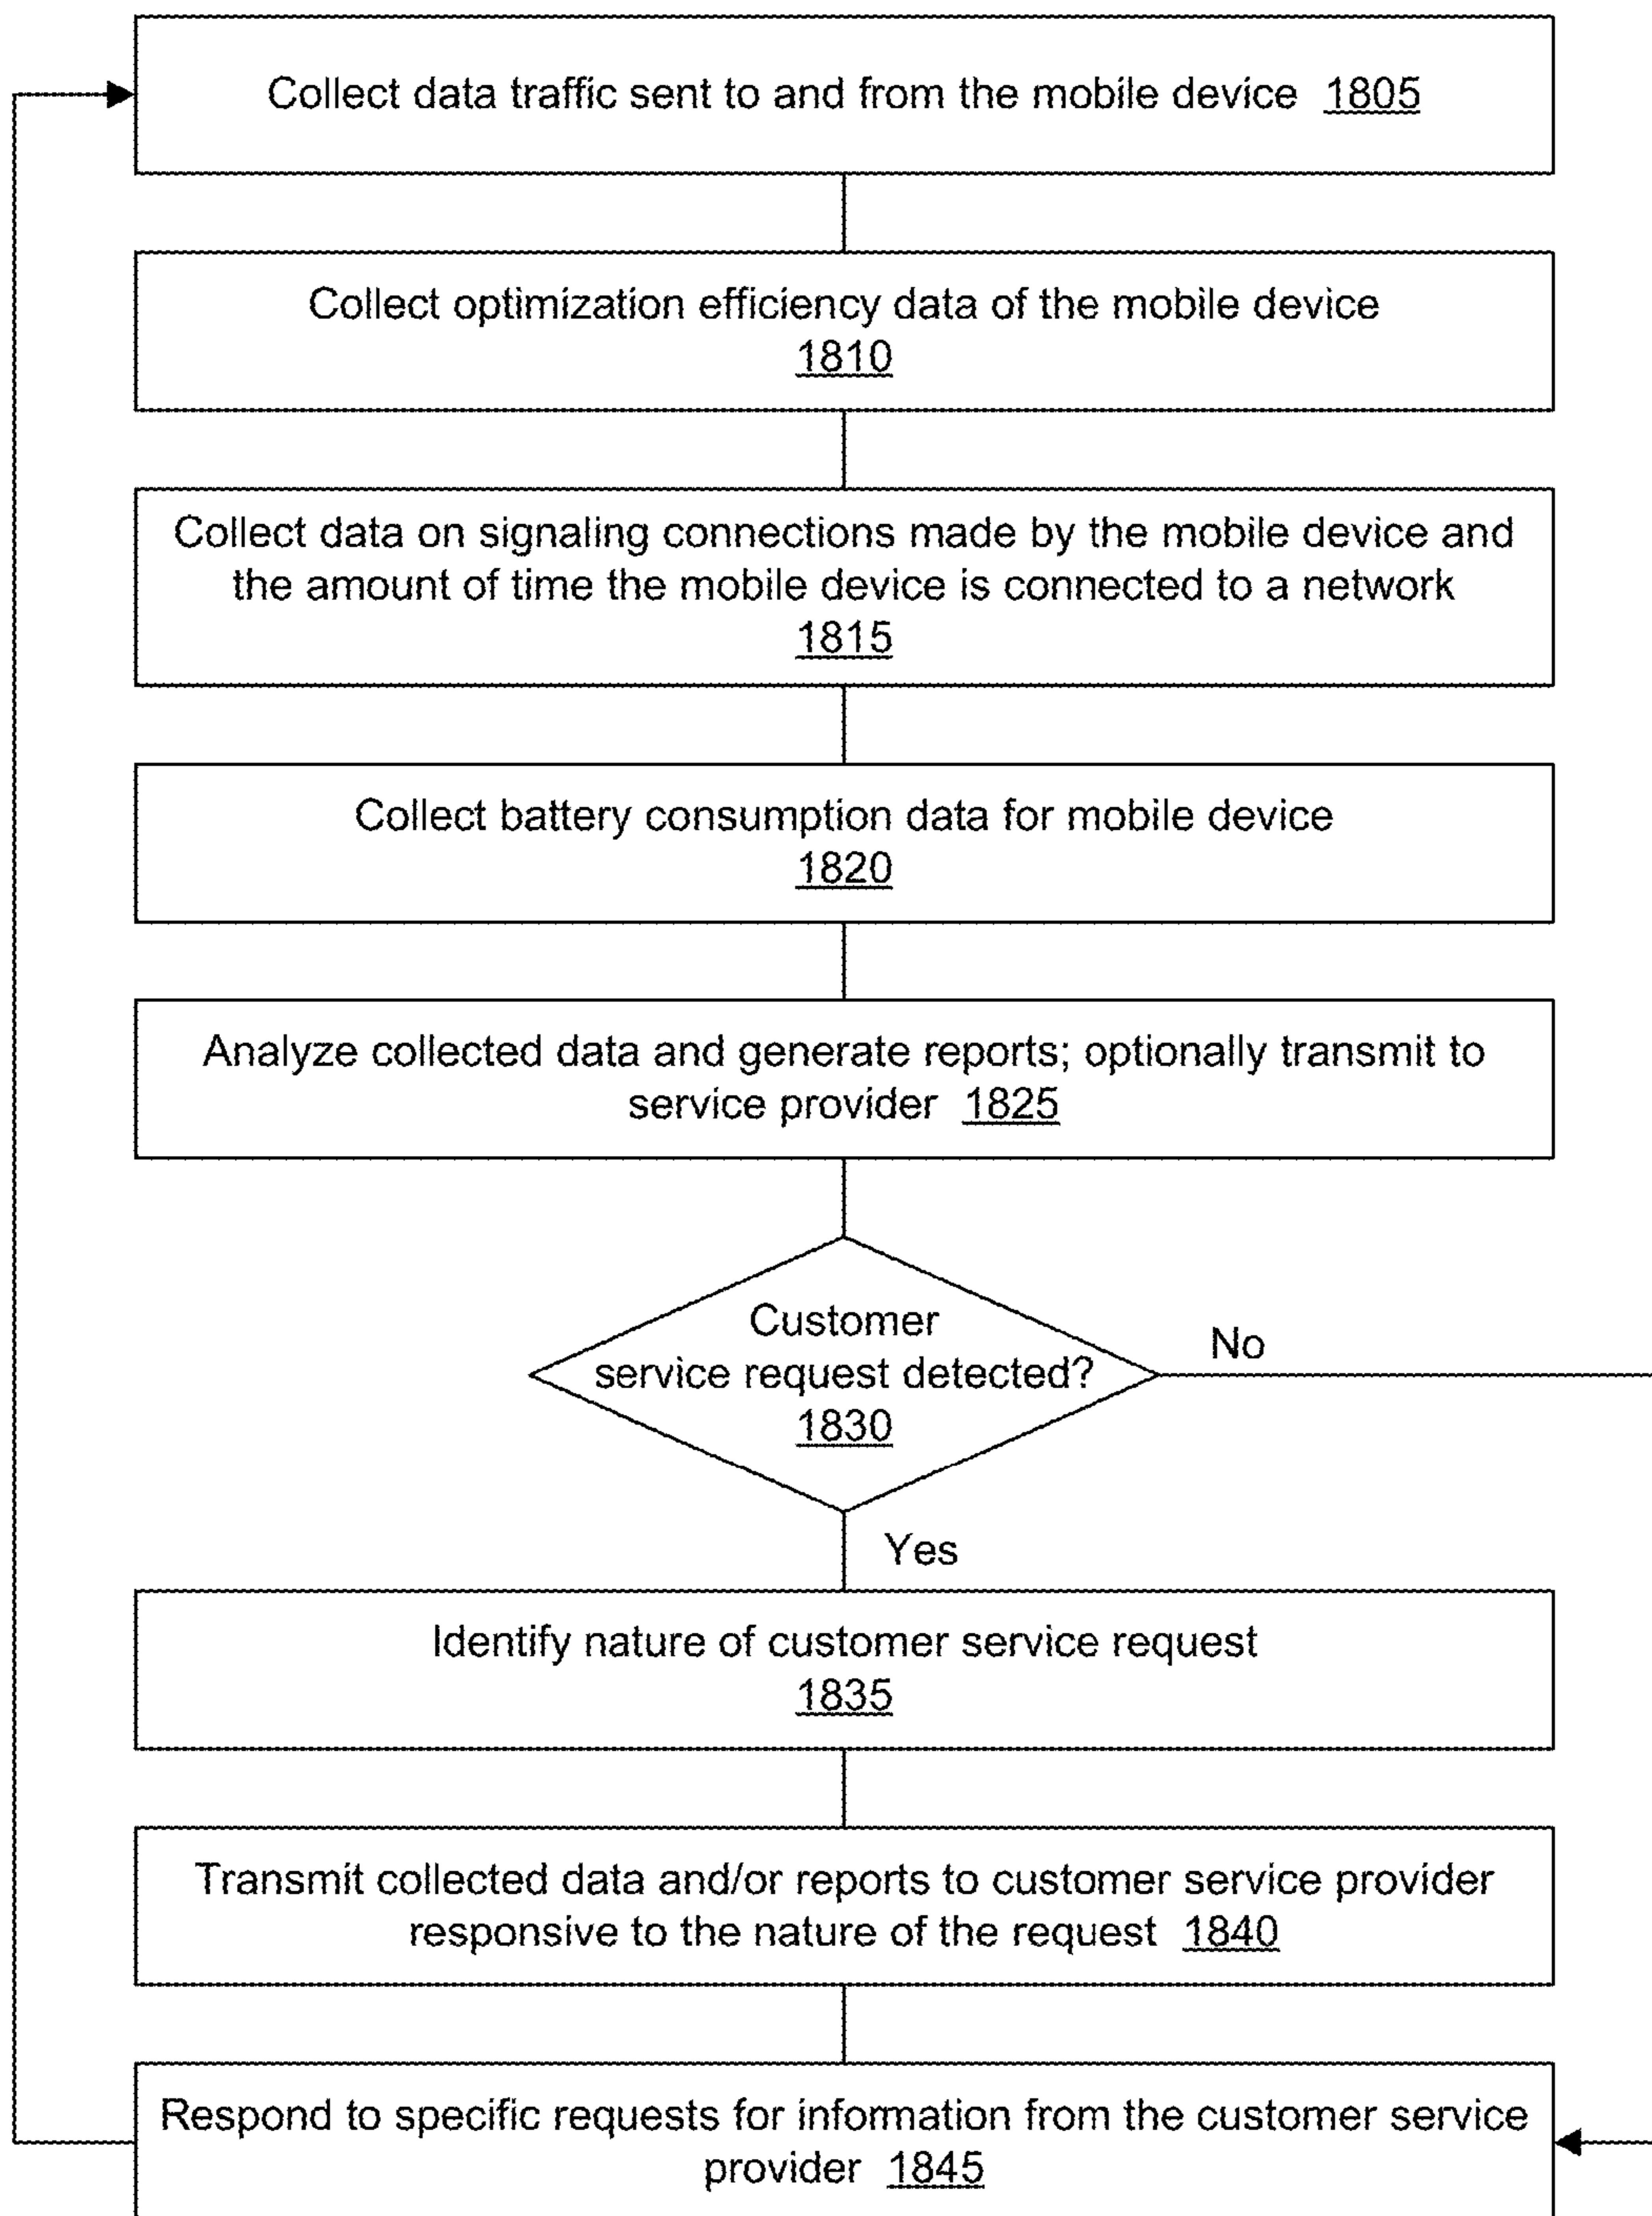 Collect data traffic sent to and from the mobile device 1805
Collect optimization efficiency data of the mobile device
1810
Collect data on signaling connections made by the mobile device and
the amount of time the mobile device is connected to a network
1815
Collect battery consumption data for mobile device
1820
Analyze collected data and generate reports; optionally transmit to
service provider 1825
Customer
service request detected?
1830
No
Yes
Identify nature of customer service request
1835
Transmit collected data and/or reports to customer service provider
responsive to the nature of the request 1840
Respond to specific requests for information from the customer service
provider 1845